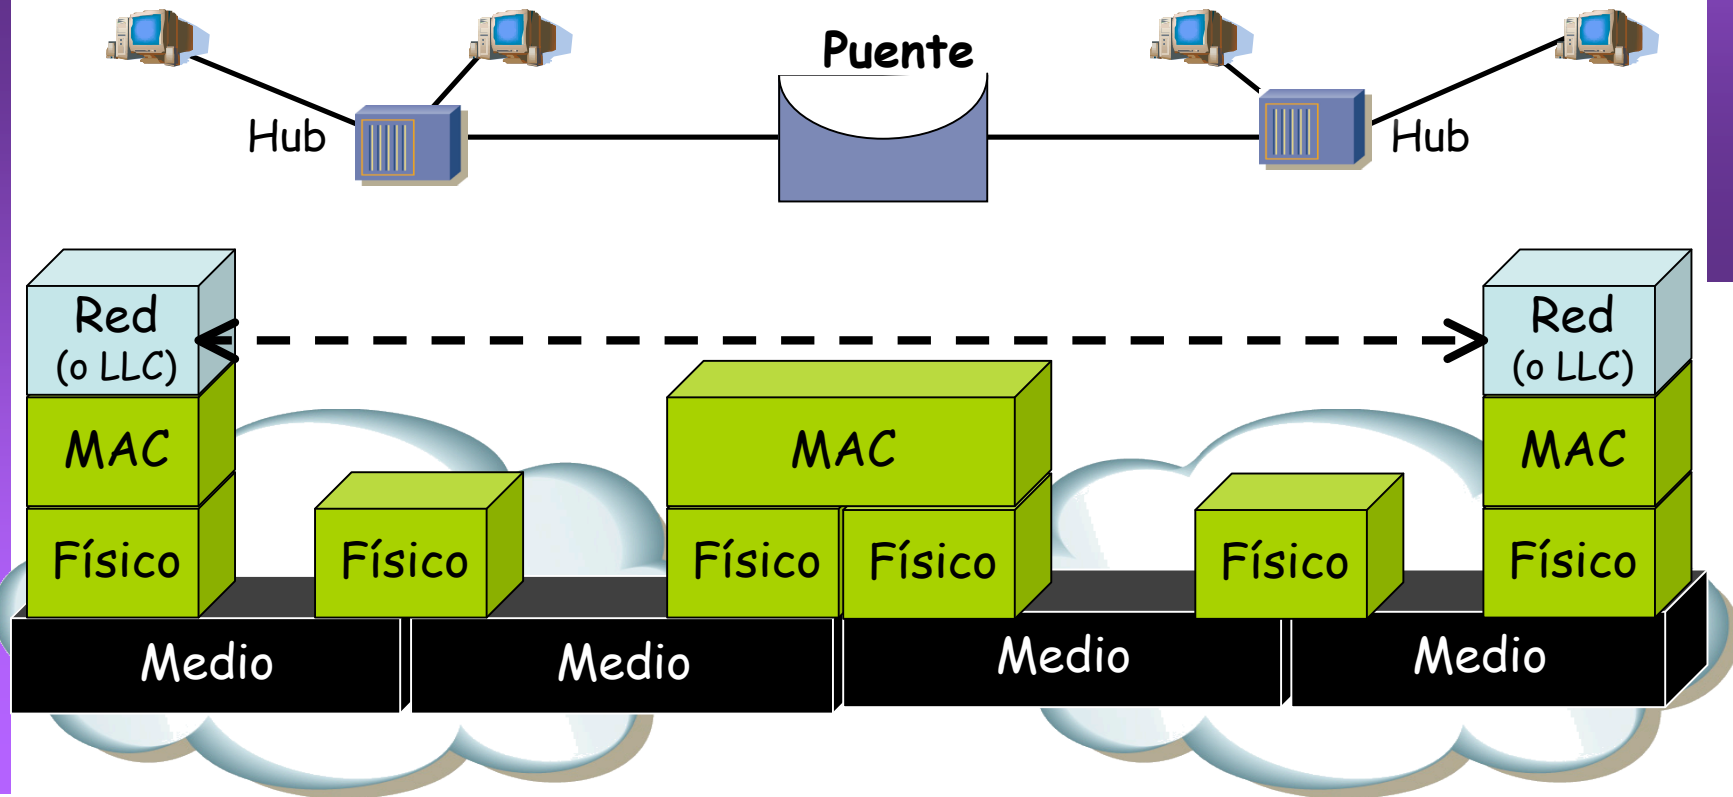 Puente
Hub
Hub
Red
(o LLC)
Red
(o LLC)
MAC
MAC
MAC
Físico
Físico
Físico
Físico
Físico
Físico
Medio
Medio
Medio
Medio